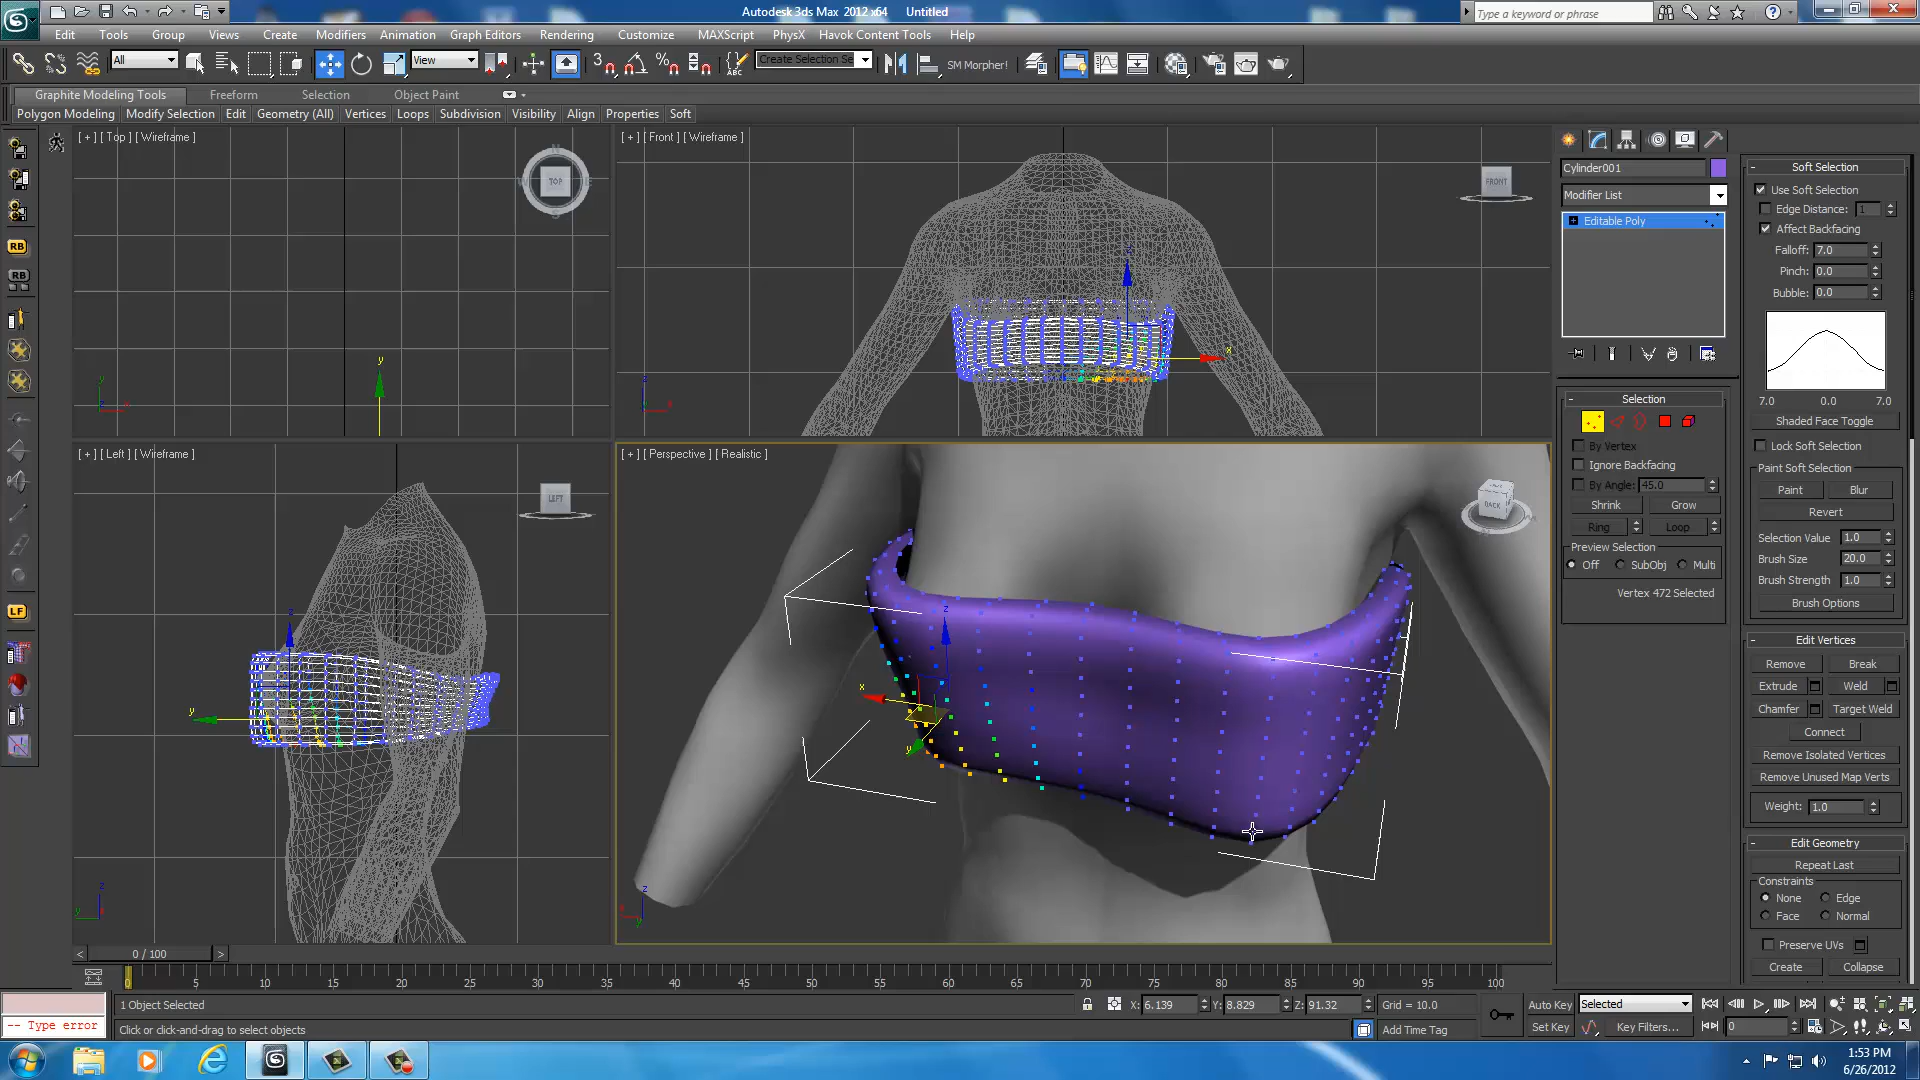 Autodesk 3ds Max 2012 x64 Untitled
Type a keyword or phrase
Edit Tools Group Views Create Modifiers Animation Graph Editors Rendering Customize MAXScript PhysX Havok Content Tools Help
All View Create Selection Se SM Morpher!
Graphite Modeling Tools Freeform Selection Object Paint
Polygon Modeling Modify Selection Edit Geometry (All) Vertices Loops Subdivision Visibility Align Properties Soft
[ + ] [ Top ] [ Wireframe ]
TOP
[ + ] [ Front ] [ Wireframe ]
FRONT
[ + ] [ Left ] [ Wireframe ]
LEFT
[ + ] [ Perspective ] [ Realistic ]
BACK
RB
RB
LF
Cylinder001
Modifier List
Editable Poly
Selection
By Vertex
Ignore Backfacing
By Angle: 45.0
Shrink Grow
Ring Loop
Preview Selection
Off SubObj Multi
Vertex 472 Selected
Soft Selection
Use Soft Selection
Edge Distance: 1
Affect Backfacing
Falloff: 7.0
Pinch: 0.0
Bubble: 0.0
7.0 0.0 7.0
Shaded Face Toggle
Lock Soft Selection
Paint Soft Selection
Paint Blur
Revert
Selection Value 1.0
Brush Size 20.0
Brush Strength 1.0
Brush Options
Edit Vertices
Remove Break
Extrude Weld
Chamfer Target Weld
Connect
Remove Isolated Vertices
Remove Unused Map Verts
Weight: 1.0
Edit Geometry
Repeat Last
Constraints
None Edge
Face Normal
Preserve UVs
Create Collapse
0 / 100
0 5 10 15 20 25 30 35 40 45 50 55 60 65 70 75 80 85 90 95 100
1 Object Selected X: 6.139 Y: 8.829 Z: 91.32 Grid = 10.0 Auto Key Selected
-- Type error Click or click-and-drag to select objects Add Time Tag Set Key Key Filters... 0
1:53 PM
6/26/2012